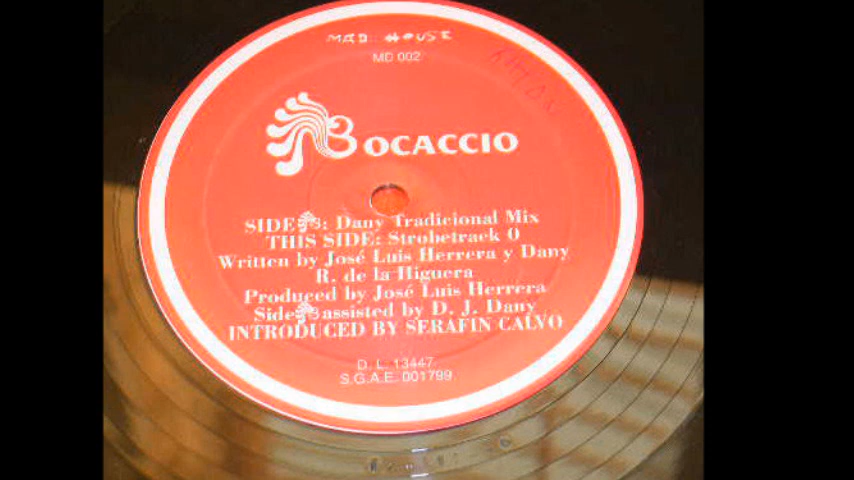 MAD HOUSE
MD 002
BOCACCIO
SIDE B: Dany Tradicional Mix
THIS SIDE: Strobetrack 0
Written by José Luis Herrera y Dany
R. de la Higuera
Produced by José Luis Herrera
Side B assisted by D. J. Dany
INTRODUCED BY SERAFIN CALVO
D. L. 13447
S.G.A.E. 001799